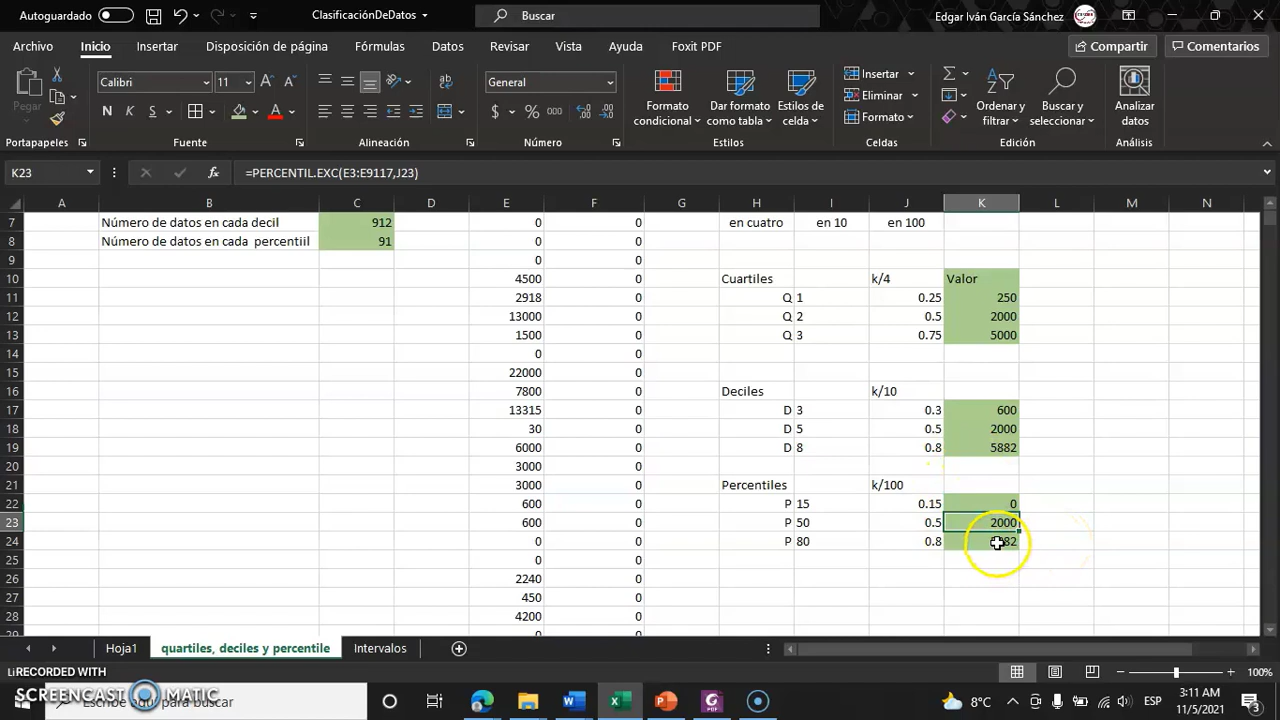 Autoguardado ClasificaciónDeDatos Buscar Edgar Iván García Sánchez
Archivo Inicio Insertar Disposición de página Fórmulas Datos Revisar Vista Ayuda Foxit PDF Compartir Comentarios
Pegar Calibri 11 General Formato condicional Dar formato como tabla Estilos de celda Insertar Eliminar Formato Ordenar y filtrar Buscar y seleccionar Analizar datos
N K S $ % 000
Portapapeles Fuente Alineación Número Estilos Celdas Edición Análisis
K23 fx =PERCENTIL.EXC(E3:E9117,J23)
A B C D E F G H I J K L M N
7 Número de datos en cada decil 912 0 0 en cuatro en 10 en 100
8 Número de datos en cada percentiil 91 0 0
9 0 0
10 4500 0 Cuartiles k/4 Valor
11 2918 0 Q 1 0.25 250
12 13000 0 Q 2 0.5 2000
13 1500 0 Q 3 0.75 5000
14 0 0
15 22000 0
16 7800 0 Deciles k/10
17 13315 0 D 3 0.3 600
18 30 0 D 5 0.5 2000
19 6000 0 D 8 0.8 5882
20 3000 0
21 3000 0 Percentiles k/100
22 600 0 P 15 0.15 0
23 600 0 P 50 0.5 2000
24 0 0 P 80 0.8
25 0 0
26 2240 0
27 450 0
28 4200 0
Hoja1 quartiles, deciles y percentile Intervalos
RECORDED WITH 100%
SCREENCAST MATIC buscar 8°C ESP 3:11 AM 11/5/2021 3